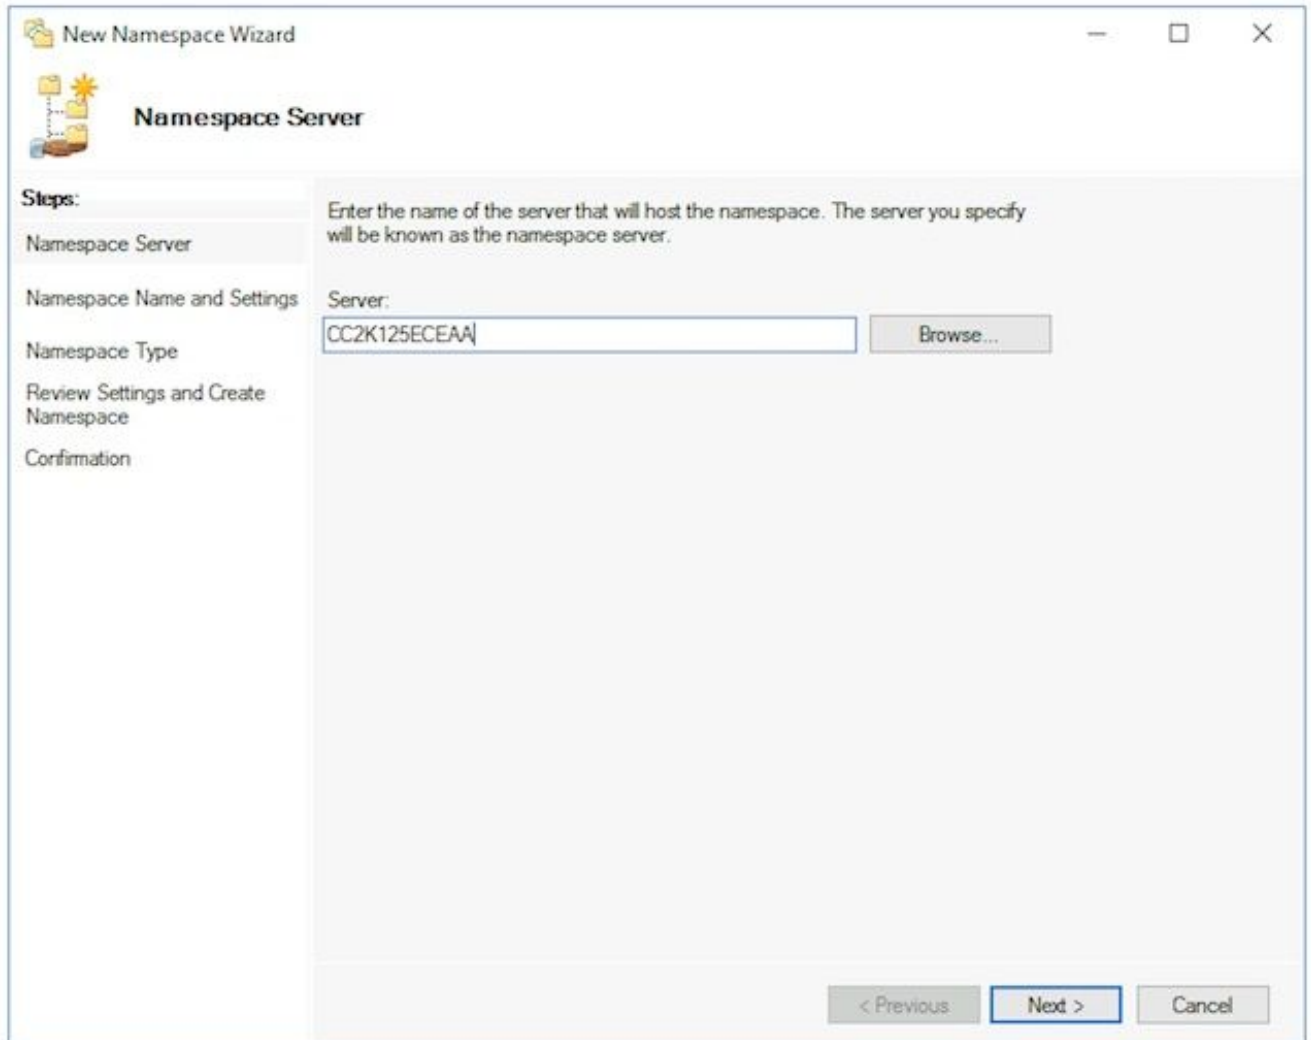 New Namespace Wizard
Namespace Server
Steps:
Namespace Server
Namespace Name and Settings
Namespace Type
Review Settings and Create
Namespace
Confirmation
Enter the name of the server that will host the namespace. The server you specify
will be known as the namespace server.
Server:
CC2K125ECEAA
Browse...
< Previous
Next >
Cancel